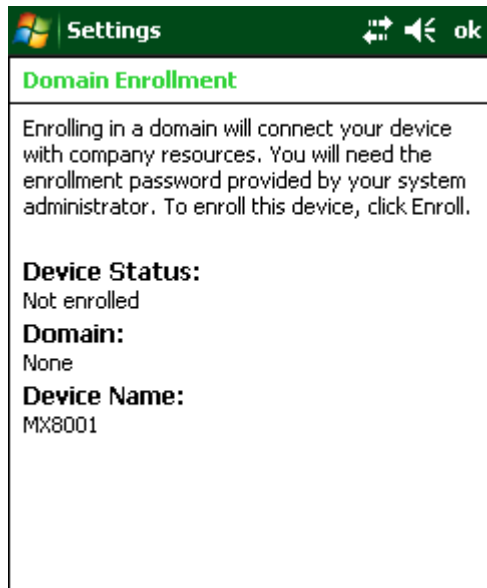 Settings
ok
Domain Enrollment
Enrolling in a domain will connect your device
with company resources. You will need the
enrollment password provided by your system
administrator. To enroll this device, click Enroll.
Device Status:
Not enrolled
Domain:
None
Device Name:
MX8001